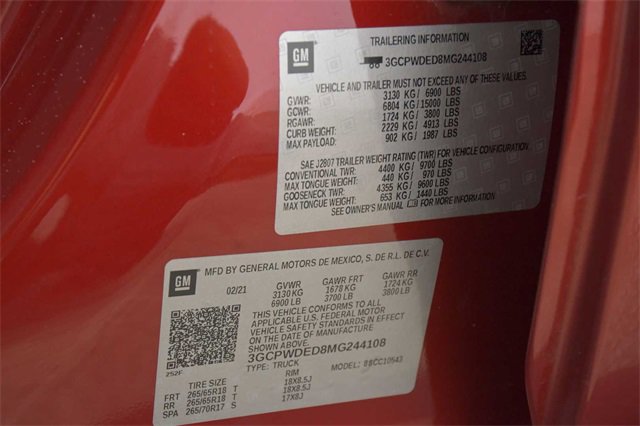 GM
TRAILERING INFORMATION
3GCPWDED8MG244108
VEHICLE AND TRAILER MUST NOT EXCEED ANY OF THESE VALUES
GVWR: 3130 KG / 6900 LBS
GCWR: 6804 KG / 15000 LBS
RGAWR: 1724 KG / 3800 LBS
CURB WEIGHT: 2229 KG / 4913 LBS
MAX PAYLOAD: 902 KG / 1987 LBS
SAE J2807 TRAILER WEIGHT RATING (TWR) FOR DEFINITIONS
CONVENTIONAL TWR: 4400 KG / 9700 LBS
MAX TONGUE WEIGHT: 440 KG / 970 LBS
GOOSENECK TWR: 4355 KG / 9600 LBS
MAX TONGUE WEIGHT: 653 KG / 1440 LBS
SEE OWNER'S MANUAL FOR MORE INFORMATION
GM
MFD BY GENERAL MOTORS DE MEXICO, S. DE R.L. DE C.V.
02/21 GVWR GAWR FRT GAWR RR
3130 KG 1678 KG 1724 KG
6900 LB 3700 LB 3800 LB
THIS VEHICLE CONFORMS TO ALL
APPLICABLE U.S. FEDERAL MOTOR
VEHICLE SAFETY STANDARDS IN EFFECT
ON THE DATE OF MANUFACTURE
SHOWN ABOVE.
3GCPWDED8MG244108
252F TYPE: TRUCK MODEL: 88CC10543
TIRE SIZE RIM
FRT 265/65R18 T 18X8.5J
RR 265/65R18 T 18X8.5J
SPA 265/70R17 S 17X8J